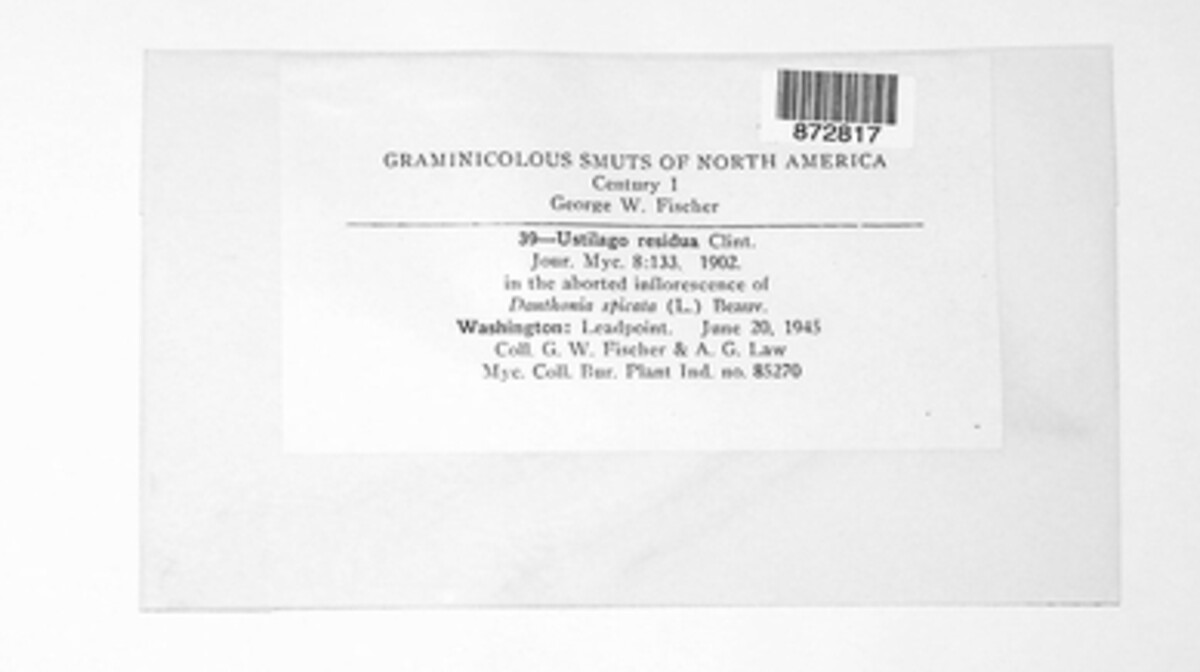 872817
GRAMINICOLOUS SMUTS OF NORTH AMERICA
Century 1
George W. Fischer
39—Ustilago residua Clint.
Jour. Myc. 8:133. 1902.
in the aborted inflorescence of
Danthonia spicata (L.) Beauv.
Washington: Leadpoint. June 20, 1945
Coll. G. W. Fischer & A. G. Law
Myc. Coll. Bur. Plant Ind. no. 85270